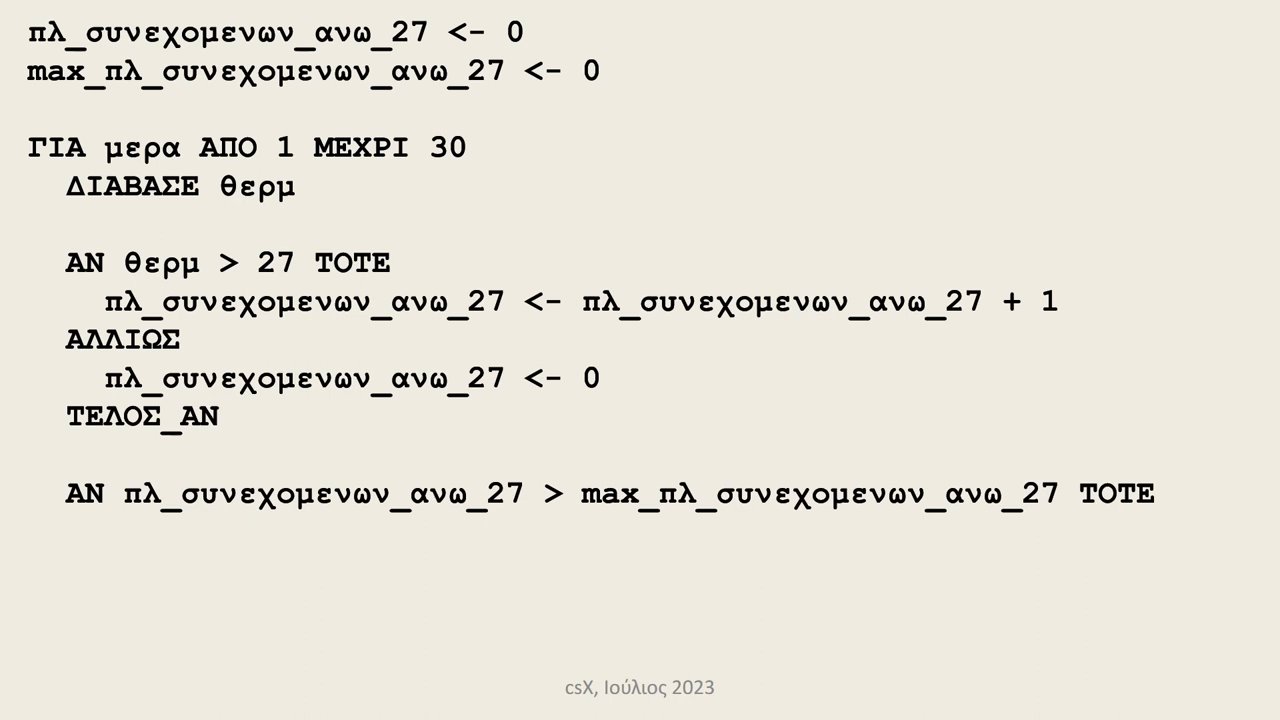 πλ_συνεχομενων_ανω_27 <- 0
max_πλ_συνεχομενων_ανω_27 <- 0
ΓΙΑ μερα ΑΠΟ 1 ΜΕΧΡΙ 30
ΔΙΑΒΑΣΕ θερμ
ΑΝ θερμ > 27 ΤΟΤΕ
πλ_συνεχομενων_ανω_27 <- πλ_συνεχομενων_ανω_27 + 1
ΑΛΛΙΩΣ
πλ_συνεχομενων_ανω_27 <- 0
ΤΕΛΟΣ_ΑΝ
ΑΝ πλ_συνεχομενων_ανω_27 > max_πλ_συνεχομενων_ανω_27 ΤΟΤΕ
csX, Ιούλιος 2023